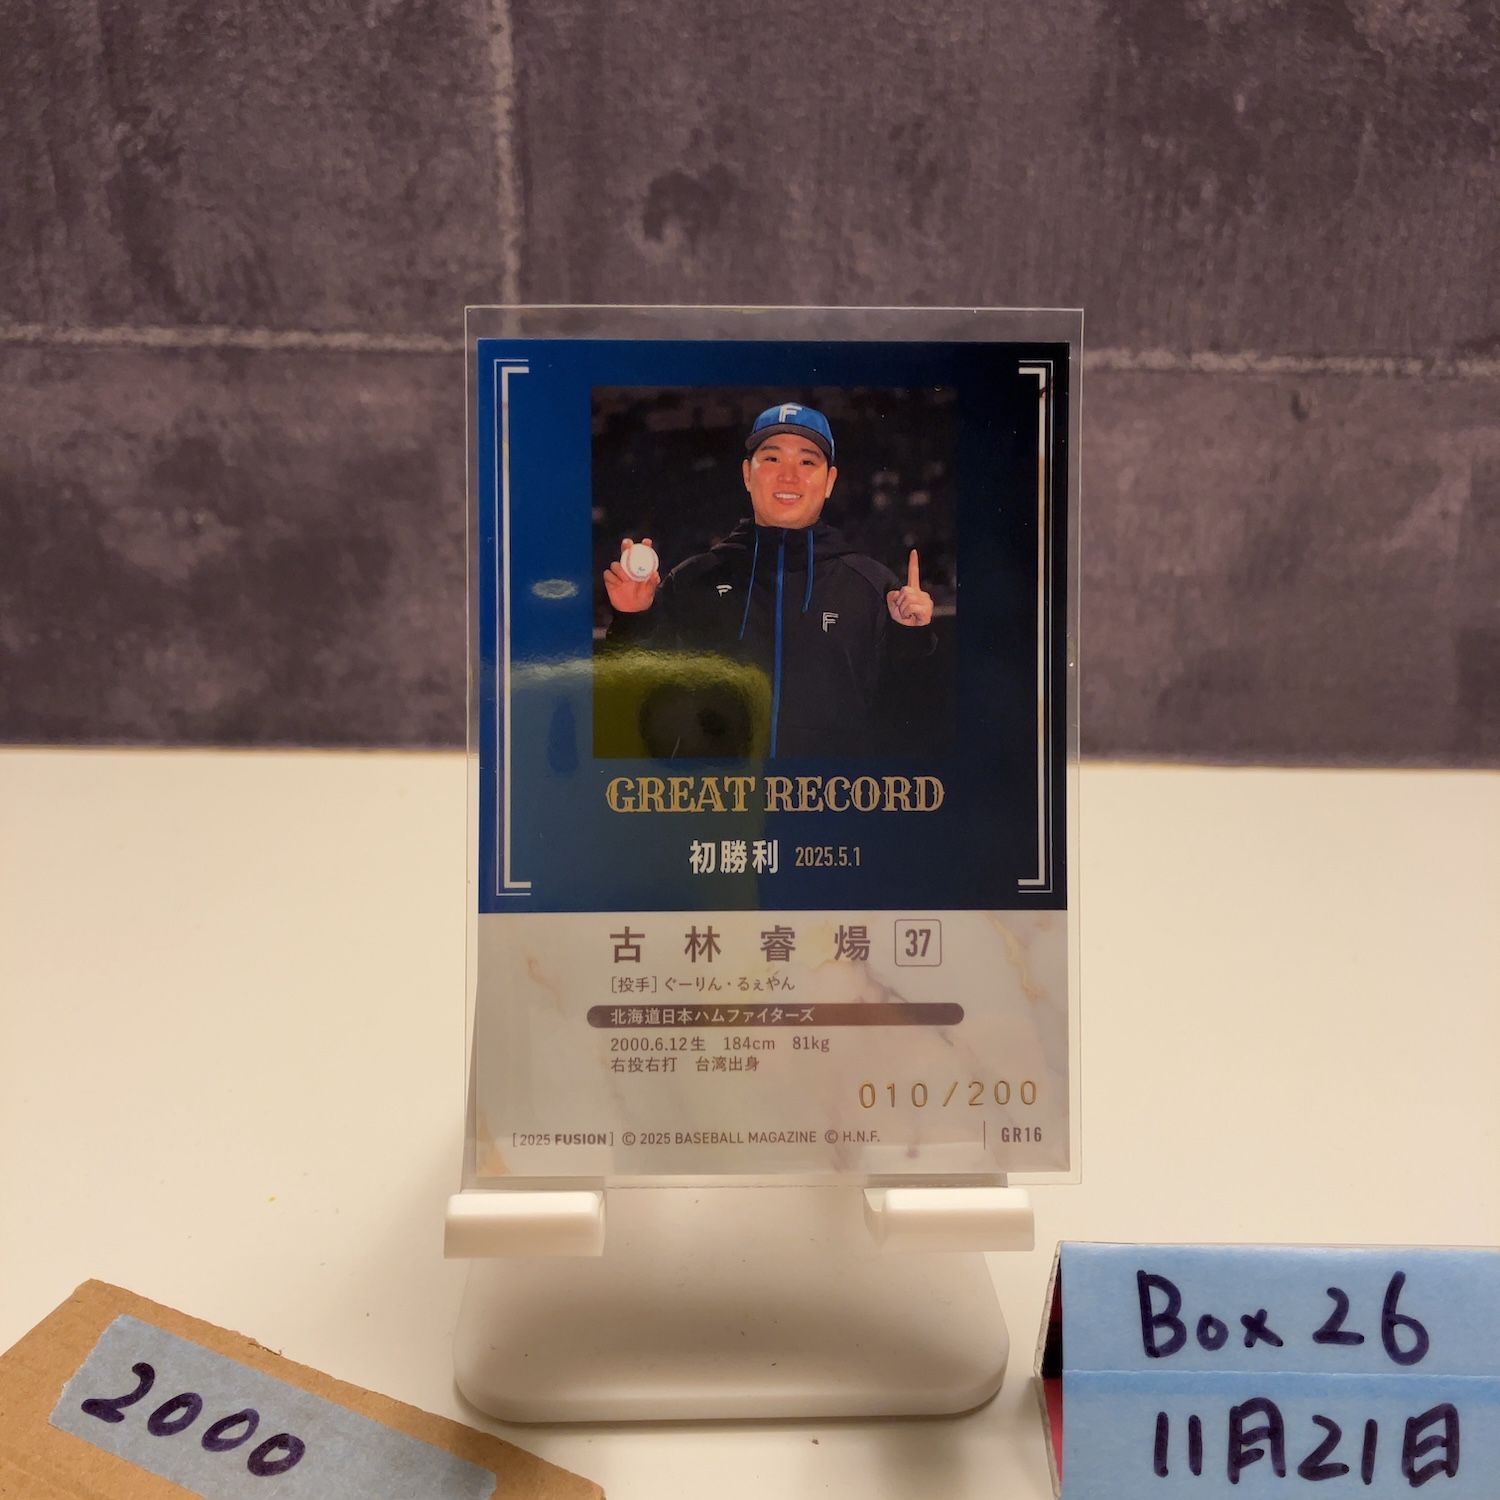 F
F
GREAT RECORD
初勝利 2025.5.1
古林睿煬 37
[投手]ぐーりん・るぇやん
北海道日本ハムファイターズ
2000.6.12生 184cm 81kg
右投右打 台湾出身
010/200
[2025 FUSION] © 2025 BASEBALL MAGAZINE © H.N.F. GR16
2000
Box 26
11月21日